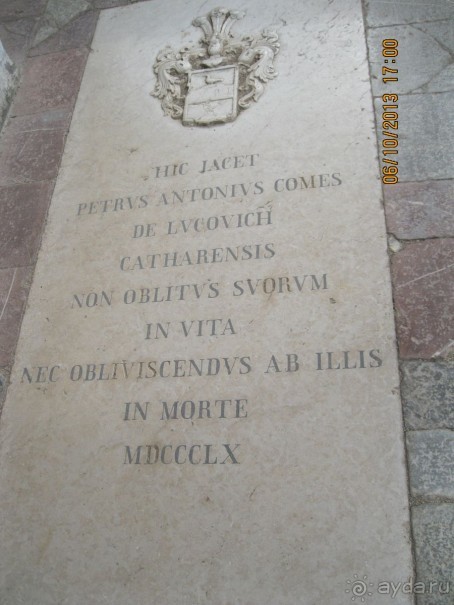 HIC JACET
PETRVS ANTONIVS COMES
DE LVCOVICH
CATHARENSIS
NON OBLITVS SVORVM
IN VITA
NEC OBLIVISCENDVS AB ILLIS
IN MORTE
MDCCCLX
06/10/2013 17:00
ayda.ru